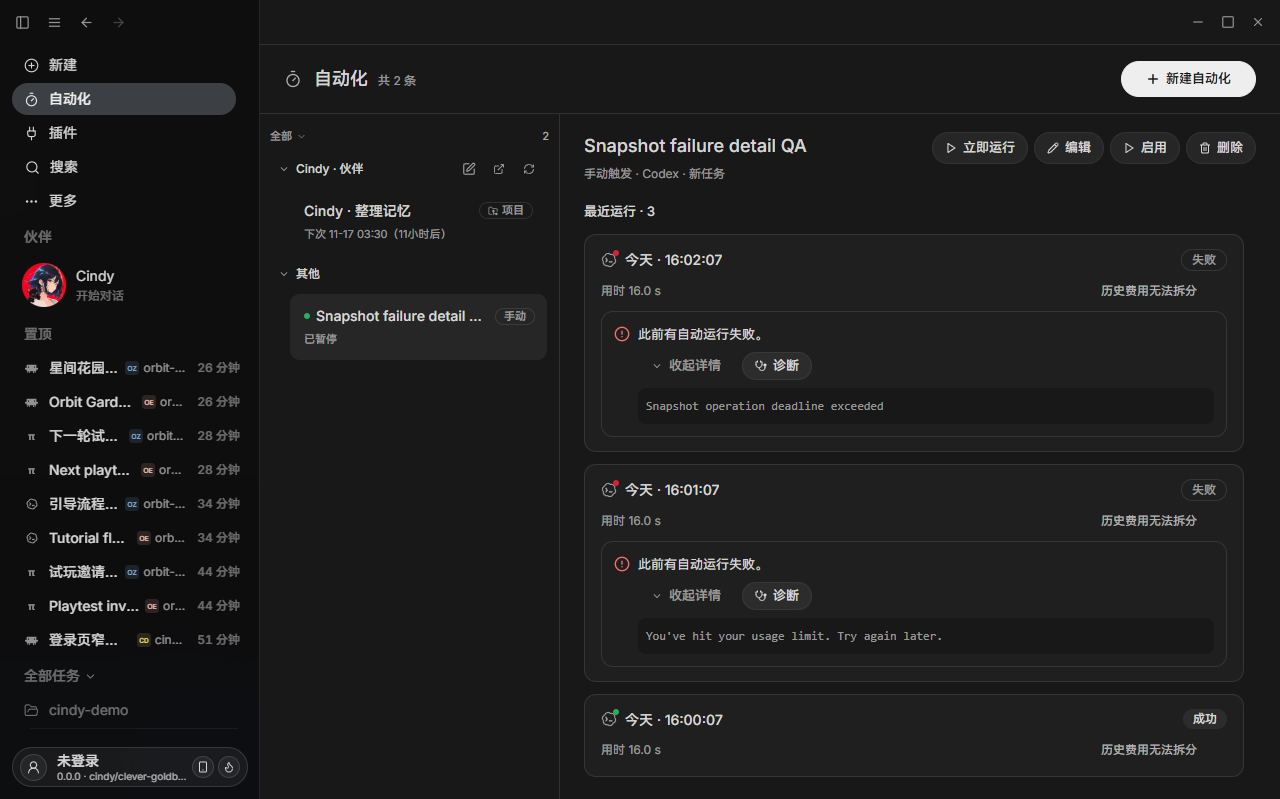 新建
自动化
插件
搜索
更多
伙伴
Cindy
开始对话
置顶
星间花园... OZ orbit-... 26 分钟
Orbit Gard... OE or... 26 分钟
下一轮试... OZ orbit... 28 分钟
Next playt... OE or... 28 分钟
引导流程... OZ orbit-... 34 分钟
Tutorial fl... OE orb... 34 分钟
试玩邀请... OZ orbit-... 44 分钟
Playtest inv... OE or... 44 分钟
登录页窄... CD cin... 51 分钟
全部任务
cindy-demo
未登录
0.0.0 · cindy/clever-goldb...
自动化 共 2 条
新建自动化
全部 2
Cindy · 伙伴
Cindy · 整理记忆 项目
下次 11-17 03:30（11小时后）
其他
Snapshot failure detail ... 手动
已暂停
Snapshot failure detail QA
立即运行 编辑 启用 删除
手动触发 · Codex · 新任务
最近运行 · 3
今天 · 16:02:07 失败
用时 16.0 s 历史费用无法拆分
此前有自动运行失败。
收起详情 诊断
Snapshot operation deadline exceeded
今天 · 16:01:07 失败
用时 16.0 s 历史费用无法拆分
此前有自动运行失败。
收起详情 诊断
You've hit your usage limit. Try again later.
今天 · 16:00:07 成功
用时 16.0 s 历史费用无法拆分